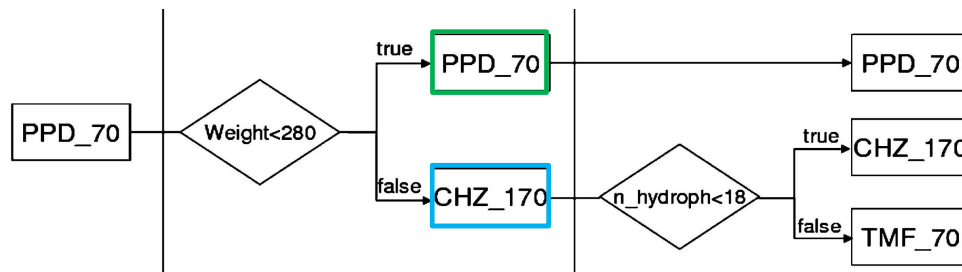 PPD_70
Weight<280
true
PPD_70
false
CHZ_170
n_hydroph<18
PPD_70
true
CHZ_170
false
TMF_70